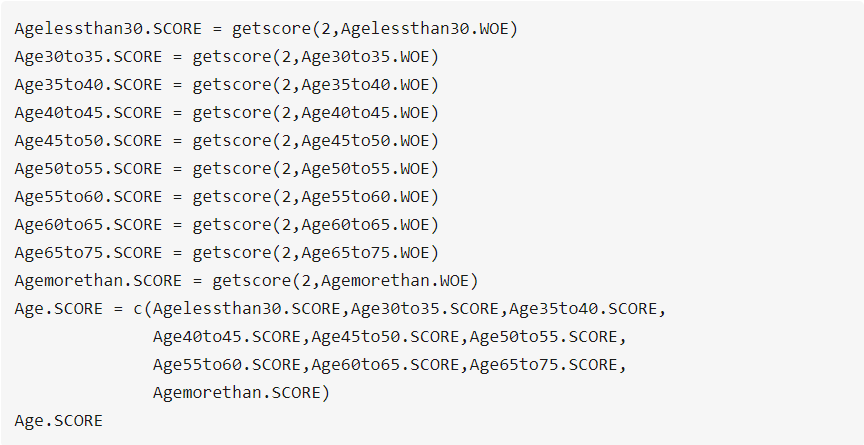 Agelessthan30.SCORE = getscore(2,Agelessthan30.WOE)
Age30to35.SCORE = getscore(2,Age30to35.WOE)
Age35to40.SCORE = getscore(2,Age35to40.WOE)
Age40to45.SCORE = getscore(2,Age40to45.WOE)
Age45to50.SCORE = getscore(2,Age45to50.WOE)
Age50to55.SCORE = getscore(2,Age50to55.WOE)
Age55to60.SCORE = getscore(2,Age55to60.WOE)
Age60to65.SCORE = getscore(2,Age60to65.WOE)
Age65to75.SCORE = getscore(2,Age65to75.WOE)
Agemorethan.SCORE = getscore(2,Agemorethan.WOE)
Age.SCORE = c(Agelessthan30.SCORE,Age30to35.SCORE,Age35to40.SCORE,
              Age40to45.SCORE,Age45to50.SCORE,Age50to55.SCORE,
              Age55to60.SCORE,Age60to65.SCORE,Age65to75.SCORE,
              Agemorethan.SCORE)
Age.SCORE